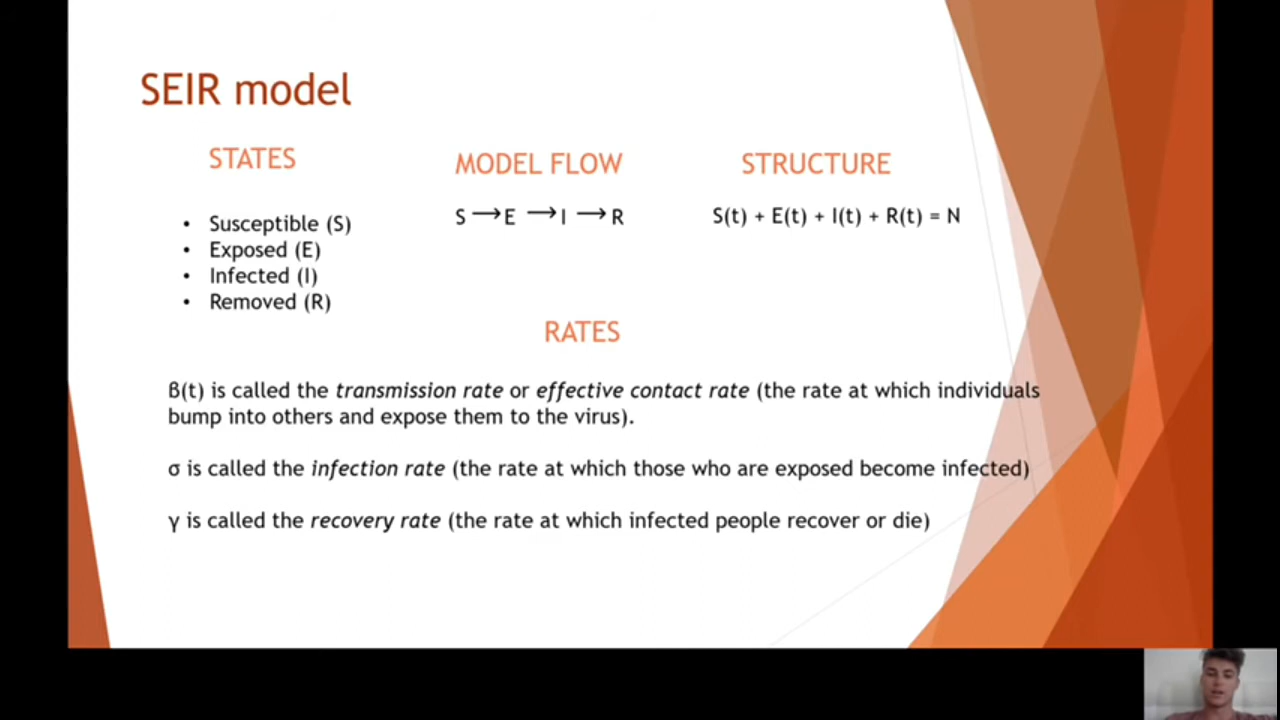 SEIR model
STATES
• Susceptible (S)
• Exposed (E)
• Infected (I)
• Removed (R)
MODEL FLOW
S → E → I → R
STRUCTURE
S(t) + E(t) + I(t) + R(t) = N
RATES
β(t) is called the transmission rate or effective contact rate (the rate at which individuals
bump into others and expose them to the virus).
σ is called the infection rate (the rate at which those who are exposed become infected)
γ is called the recovery rate (the rate at which infected people recover or die)